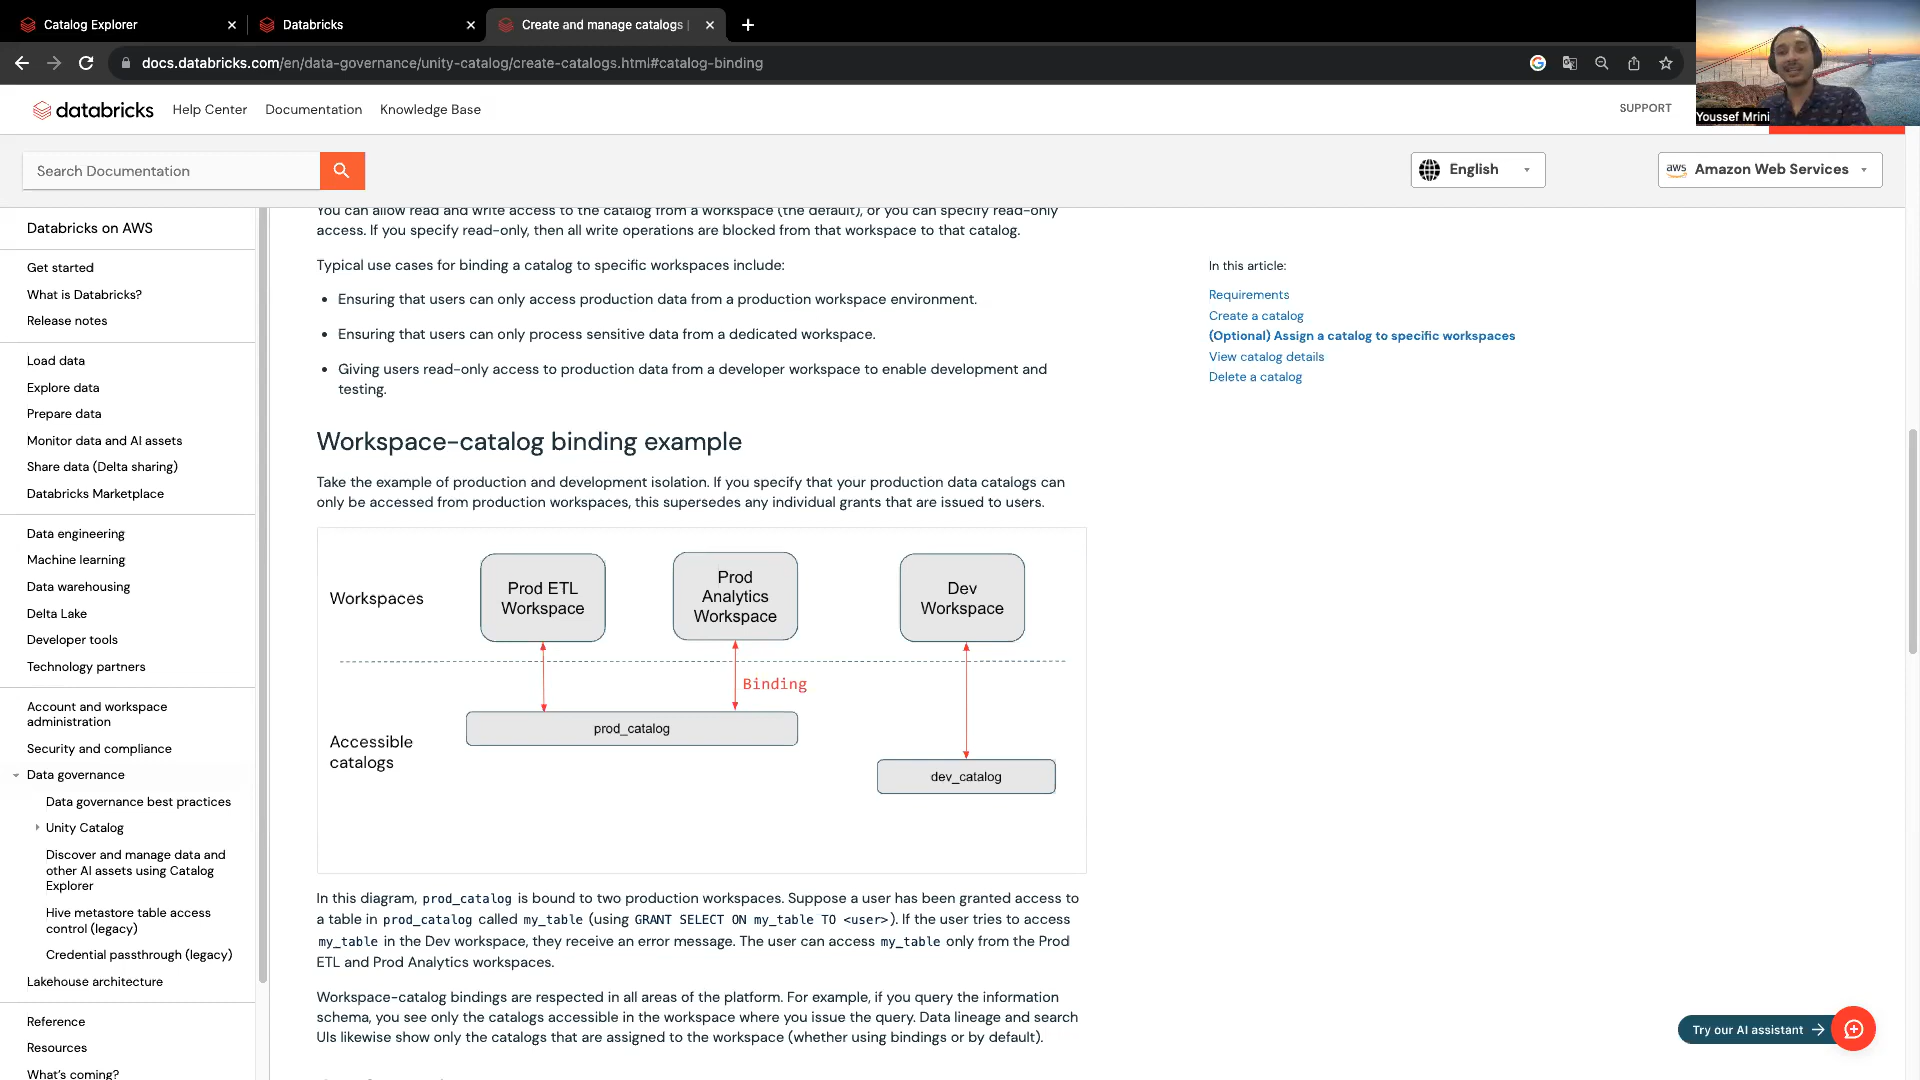 Catalog Explorer
Databricks
Create and manage catalogs |
docs.databricks.com/en/data-governance/unity-catalog/create-catalogs.html#catalog-binding
Youssef Mrini
databricks
Help Center
Documentation
Knowledge Base
SUPPORT
Search Documentation
English
aws
Amazon Web Services
Databricks on AWS
Get started
What is Databricks?
Release notes
Load data
Explore data
Prepare data
Monitor data and AI assets
Share data (Delta sharing)
Databricks Marketplace
Data engineering
Machine learning
Data warehousing
Delta Lake
Developer tools
Technology partners
Account and workspace
administration
Security and compliance
Data governance
Data governance best practices
Unity Catalog
Discover and manage data and
other AI assets using Catalog
Explorer
Hive metastore table access
control (legacy)
Credential passthrough (legacy)
Lakehouse architecture
Reference
Resources
What's coming?
You can allow read and write access to the catalog from a workspace (the default), or you can specify read-only
access. If you specify read-only, then all write operations are blocked from that workspace to that catalog.
Typical use cases for binding a catalog to specific workspaces include:
• Ensuring that users can only access production data from a production workspace environment.
• Ensuring that users can only process sensitive data from a dedicated workspace.
• Giving users read-only access to production data from a developer workspace to enable development and
testing.
Workspace-catalog binding example
Take the example of production and development isolation. If you specify that your production data catalogs can
only be accessed from production workspaces, this supersedes any individual grants that are issued to users.
Workspaces
Prod ETL
Workspace
Prod
Analytics
Workspace
Dev
Workspace
Binding
Accessible
catalogs
prod_catalog
dev_catalog
In this diagram, prod_catalog is bound to two production workspaces. Suppose a user has been granted access to
a table in prod_catalog called my_table (using GRANT SELECT ON my_table TO <user>). If the user tries to access
my_table in the Dev workspace, they receive an error message. The user can access my_table only from the Prod
ETL and Prod Analytics workspaces.
Workspace-catalog bindings are respected in all areas of the platform. For example, if you query the information
schema, you see only the catalogs accessible in the workspace where you issue the query. Data lineage and search
UIs likewise show only the catalogs that are assigned to the workspace (whether using bindings or by default).
In this article:
Requirements
Create a catalog
(Optional) Assign a catalog to specific workspaces
View catalog details
Delete a catalog
Try our AI assistant